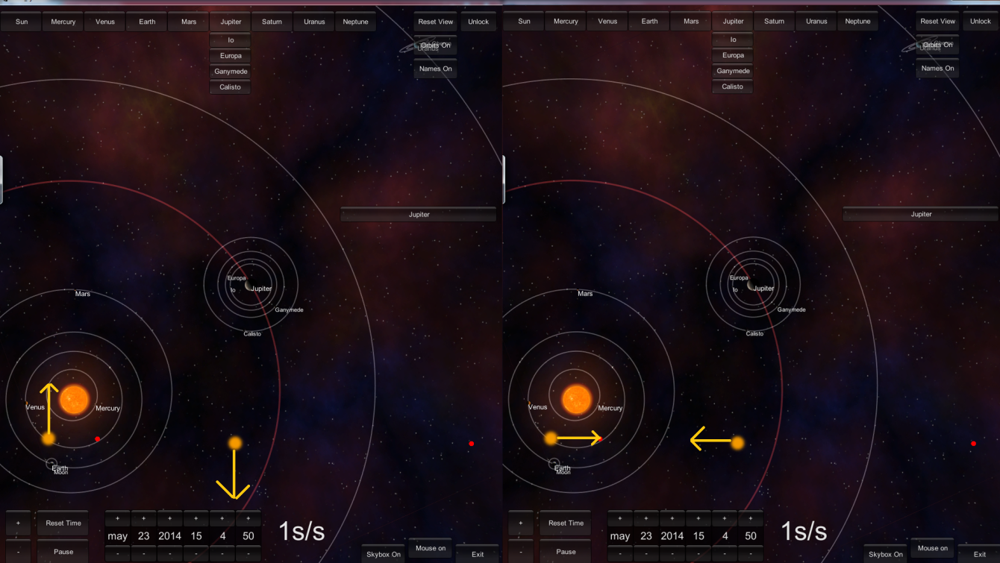 Sun Mercury Venus Earth Mars Jupiter Saturn Uranus Neptune Reset View Unlock
Io
Orbits On
Uranus
Europa
Names On
Ganymede
Calisto
Jupiter
Europa
Io
Jupiter
Mars
Ganymede
Calisto
Venus
Mercury
Earth
Moon
+ Reset Time + + + + + +
may 23 2014 15 4 50
1s/s
- Pause - - - - - -
Skybox On Mouse on Exit
Sun Mercury Venus Earth Mars Jupiter Saturn Uranus Neptune Reset View Unlock
Io
Orbits On
Uranus
Europa
Names On
Ganymede
Calisto
Jupiter
Europa
Io
Jupiter
Mars
Ganymede
Calisto
Venus
Mercury
Earth
Moon
+ Reset Time + + + + + +
may 23 2014 15 4 50
1s/s
- Pause - - - - - -
Skybox On Mouse on Exit